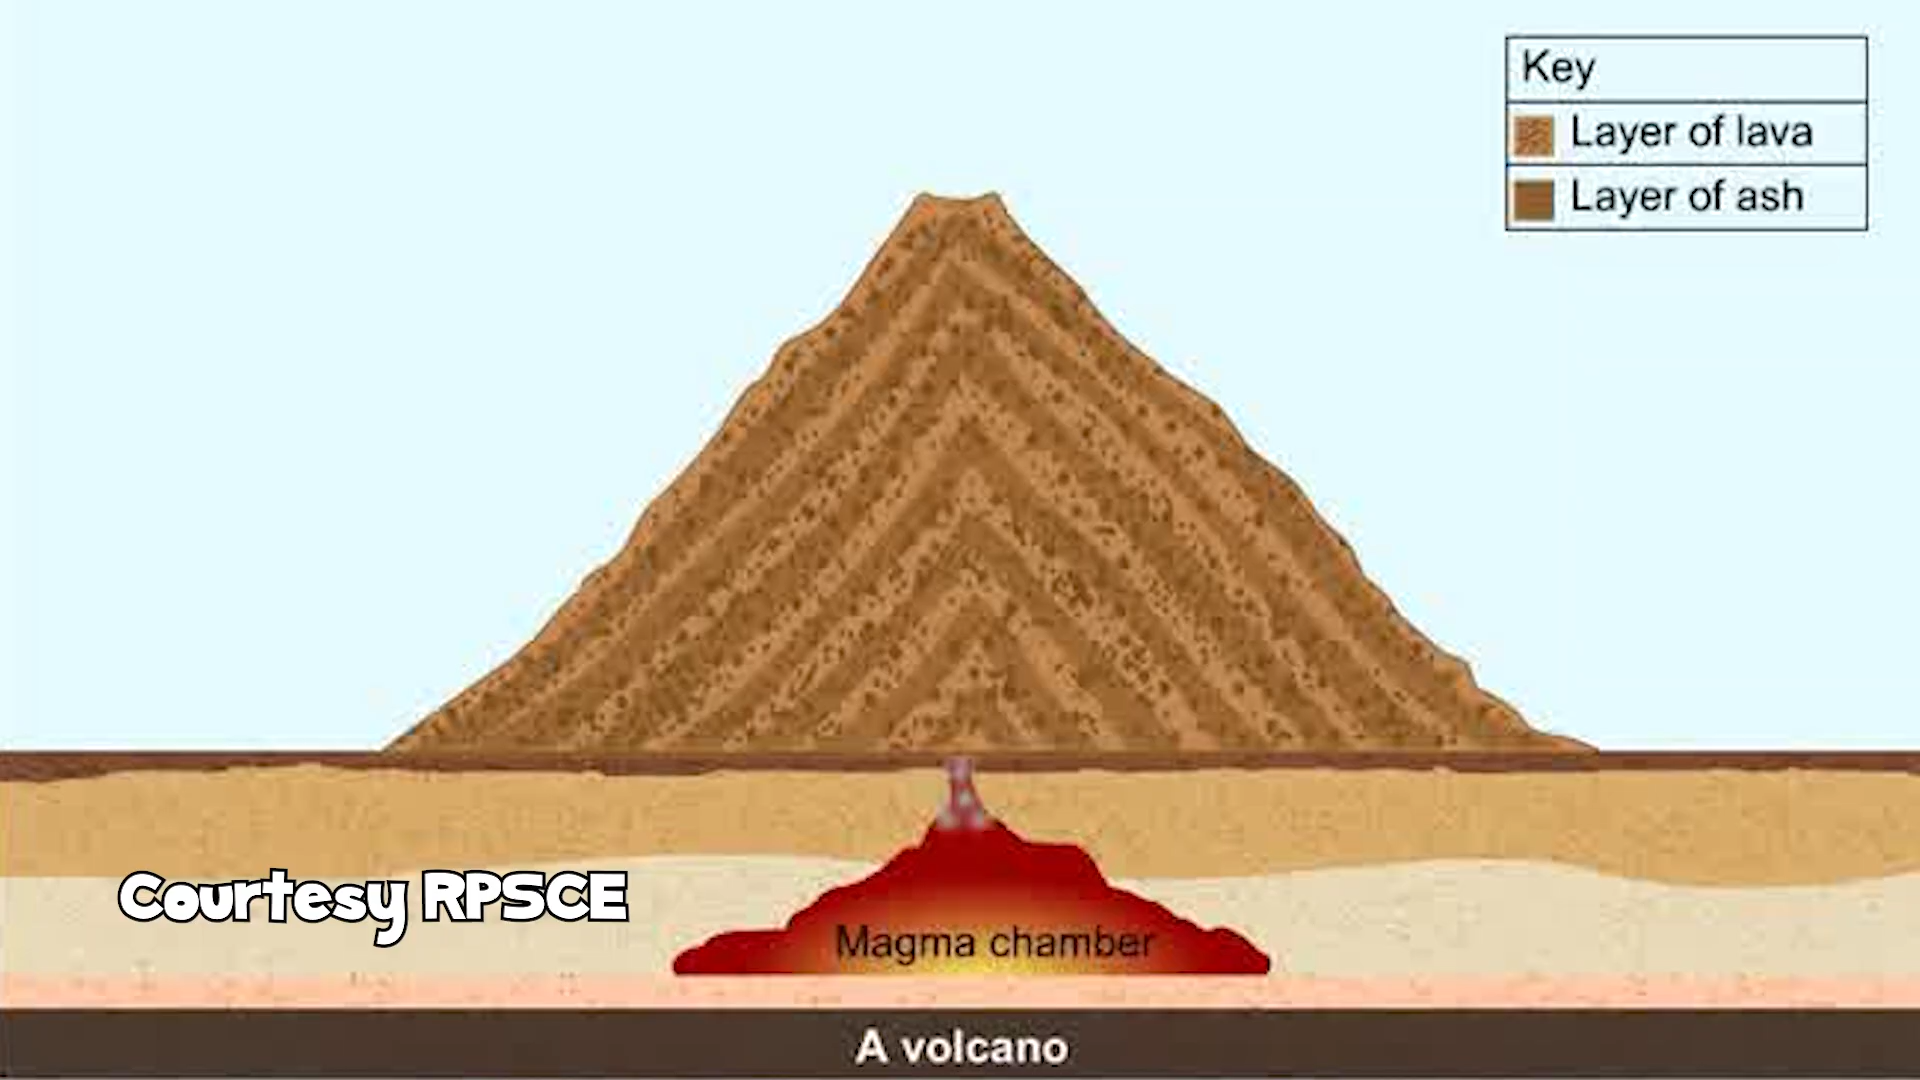 Key
Layer of lava
Layer of ash
Courtesy RPSCE
Magma chamber
A volcano